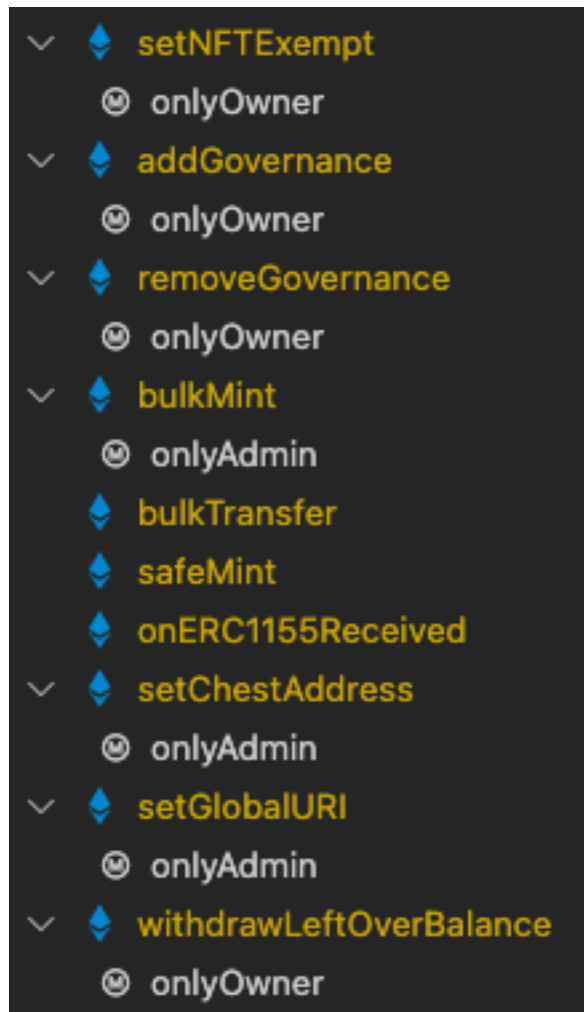 setNFTExempt
onlyOwner
addGovernance
onlyOwner
removeGovernance
onlyOwner
bulkMint
onlyAdmin
bulkTransfer
safeMint
onERC1155Received
setChestAddress
onlyAdmin
setGlobalURI
onlyAdmin
withdrawLeftOverBalance
onlyOwner